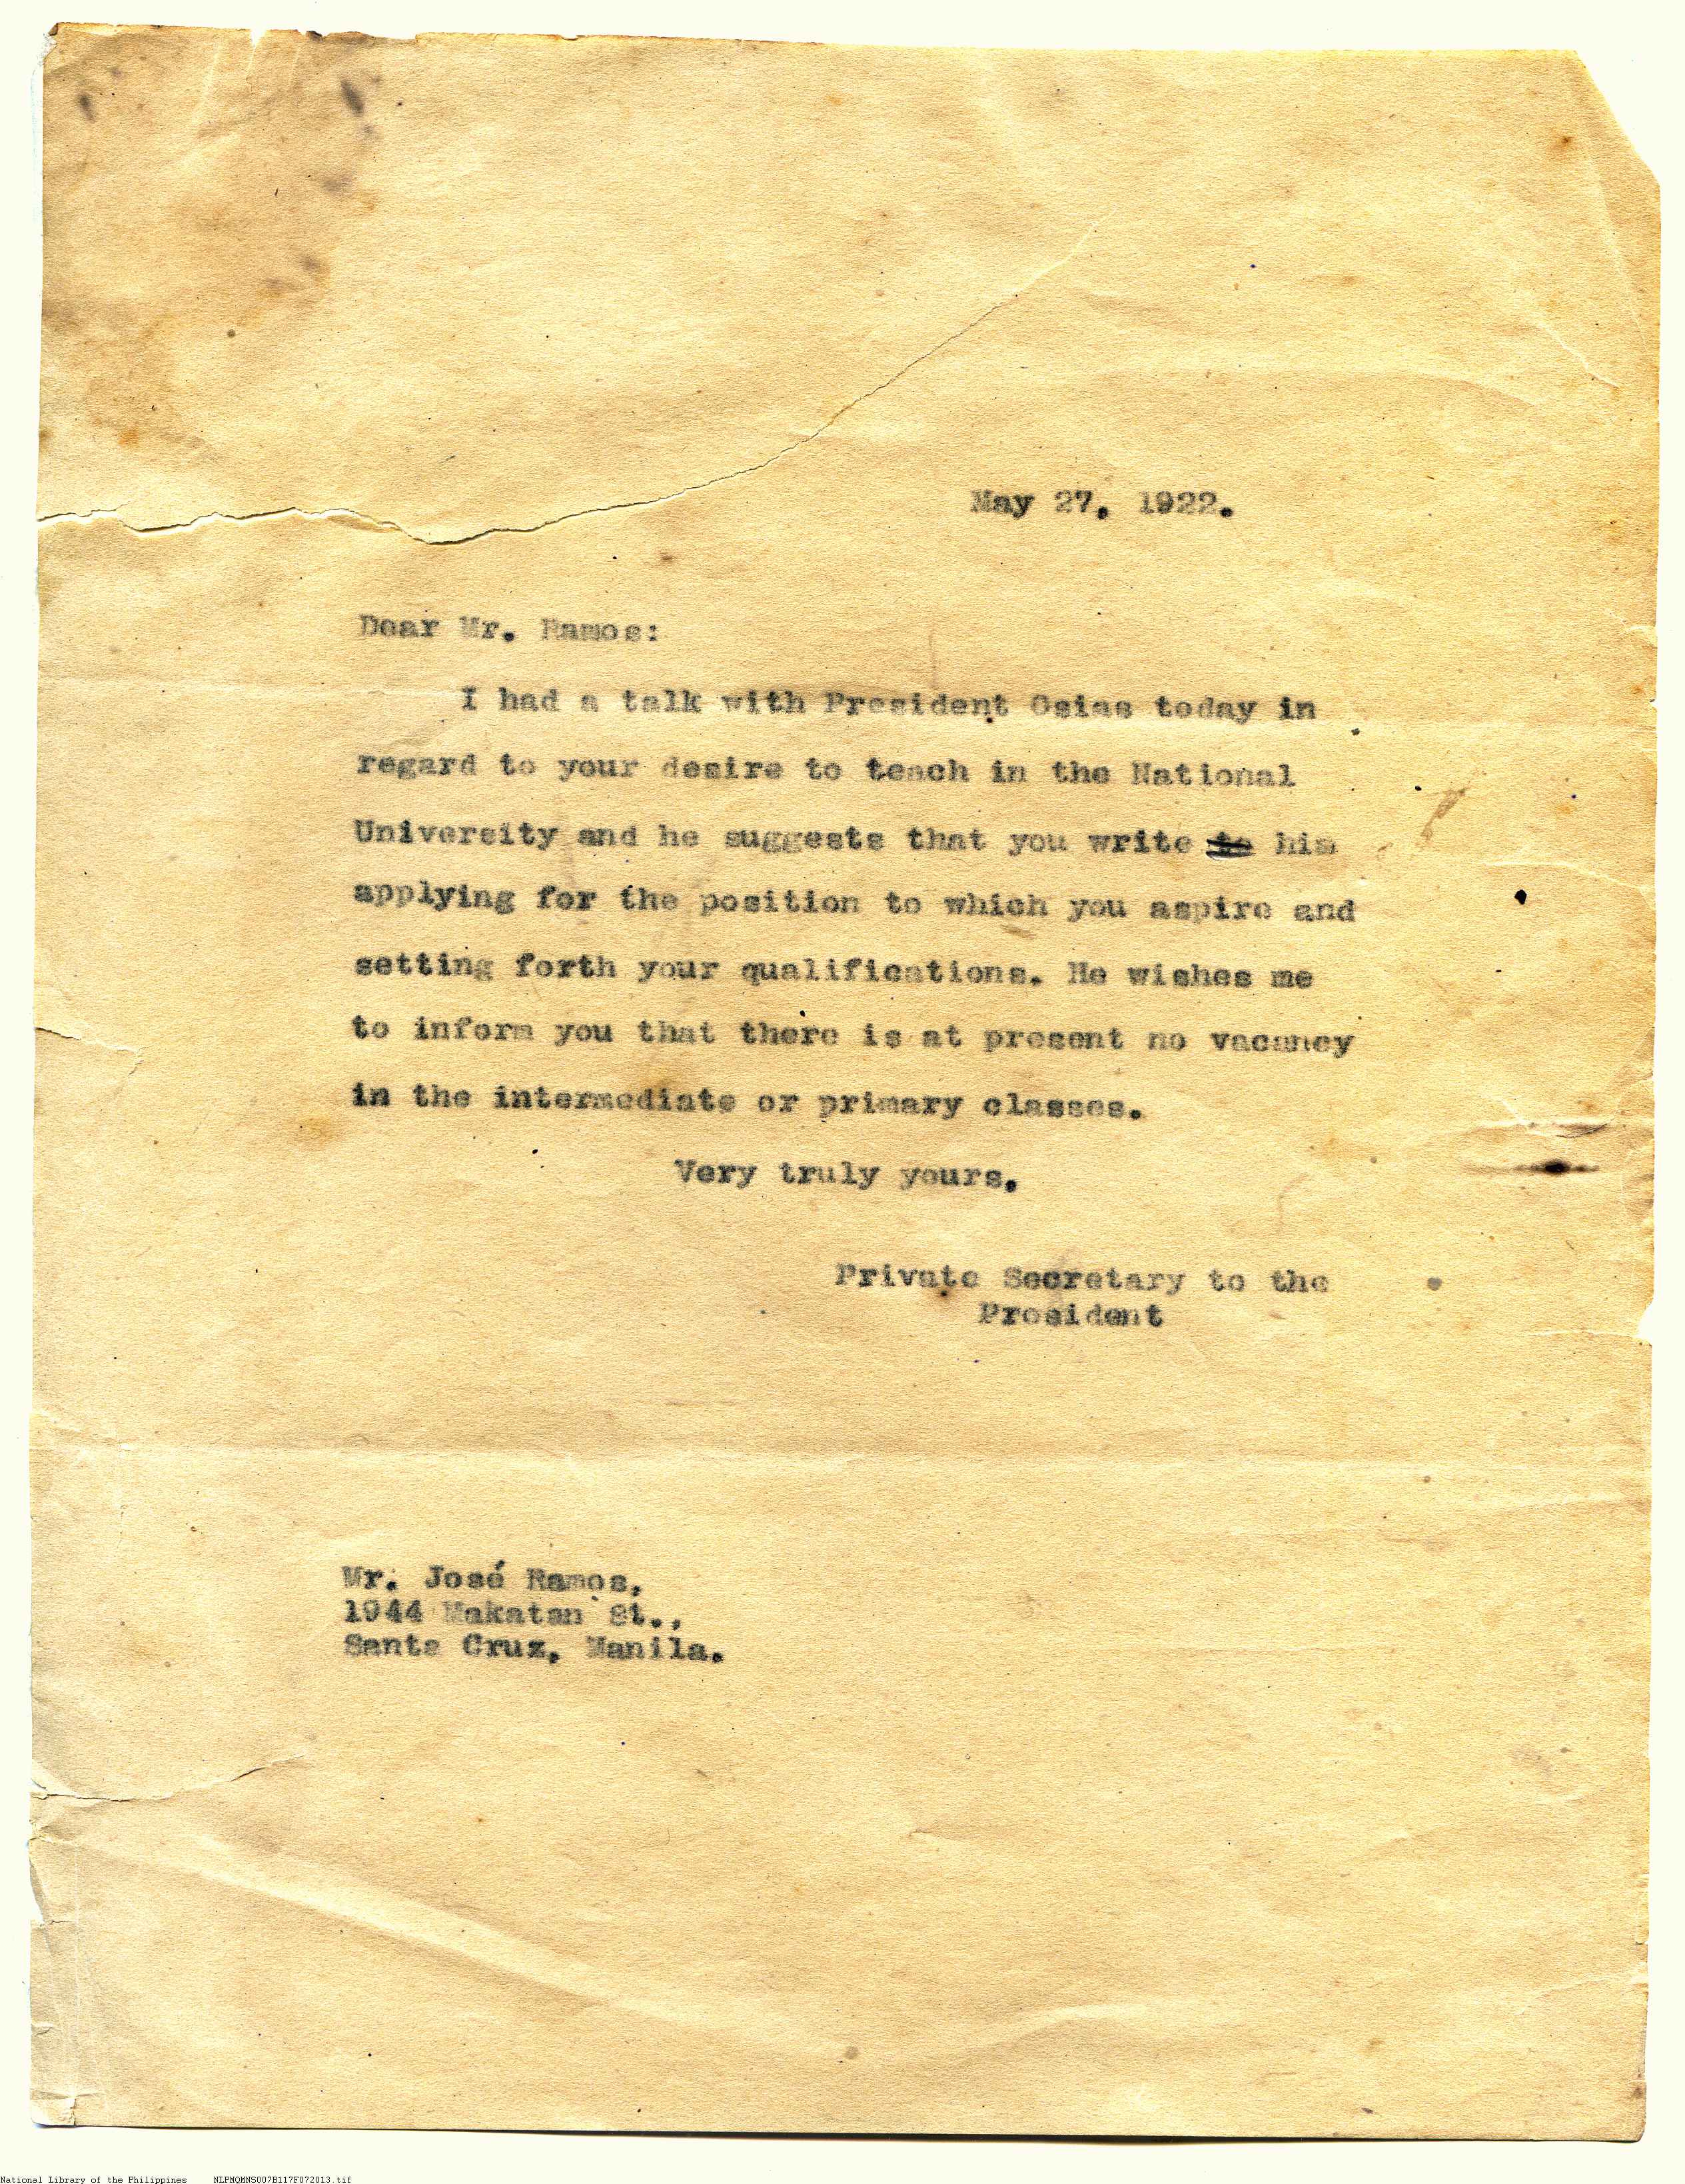 May 27, 1922.
Dear Mr. Ramos:
I had a talk with President Osias today in
regard to your desire to teach in the National
University and he suggests that you write to him
applying for the position to which you aspire and
setting forth your qualifications. He wishes me
to inform you that there is at present no vacancy
in the intermediate or primary classes.
Very truly yours,
Private Secretary to the
President
Mr. José Ramos,
1944 Makatan St.,
Santa Cruz, Manila.
National Library of the Philippines NLPMQMNS007B117F072013.tif